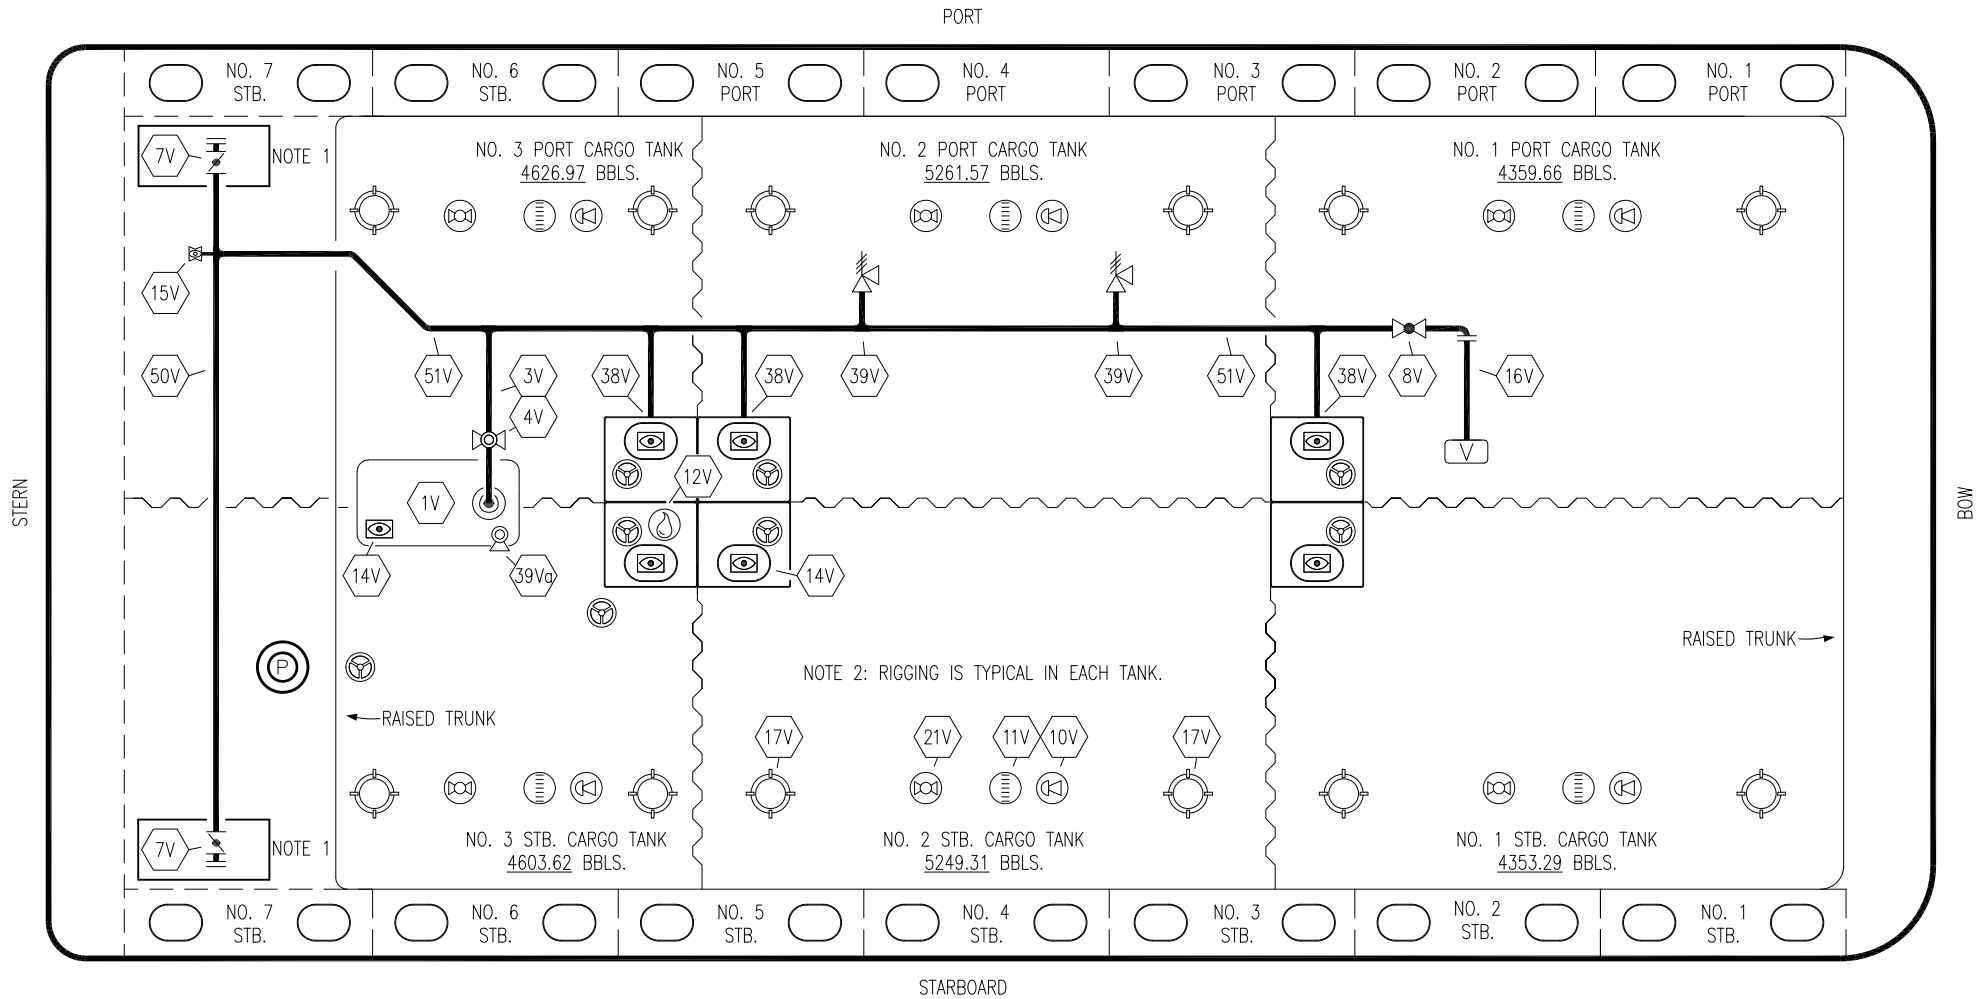 PORT
NO. 7
STB.
NO. 6
STB.
NO. 5
PORT
NO. 4
PORT
NO. 3
PORT
NO. 2
PORT
NO. 1
PORT
7V
NOTE 1
NO. 3 PORT CARGO TANK
4626.97 BBLS.
NO. 2 PORT CARGO TANK
5261.57 BBLS.
NO. 1 PORT CARGO TANK
4359.66 BBLS.
15V
50V
51V
3V
4V
38V
38V
39V
39V
51V
38V
8V
16V
V
12V
1V
14V
39Va
14V
STERN
BOW
P
RAISED TRUNK
RAISED TRUNK
NOTE 2: RIGGING IS TYPICAL IN EACH TANK.
17V
21V
11V
10V
17V
7V
NOTE 1
NO. 3 STB. CARGO TANK
4603.62 BBLS.
NO. 2 STB. CARGO TANK
5249.31 BBLS.
NO. 1 STB. CARGO TANK
4353.29 BBLS.
NO. 7
STB.
NO. 6
STB.
NO. 5
STB.
NO. 4
STB.
NO. 3
STB.
NO. 2
STB.
NO. 1
STB.
STARBOARD